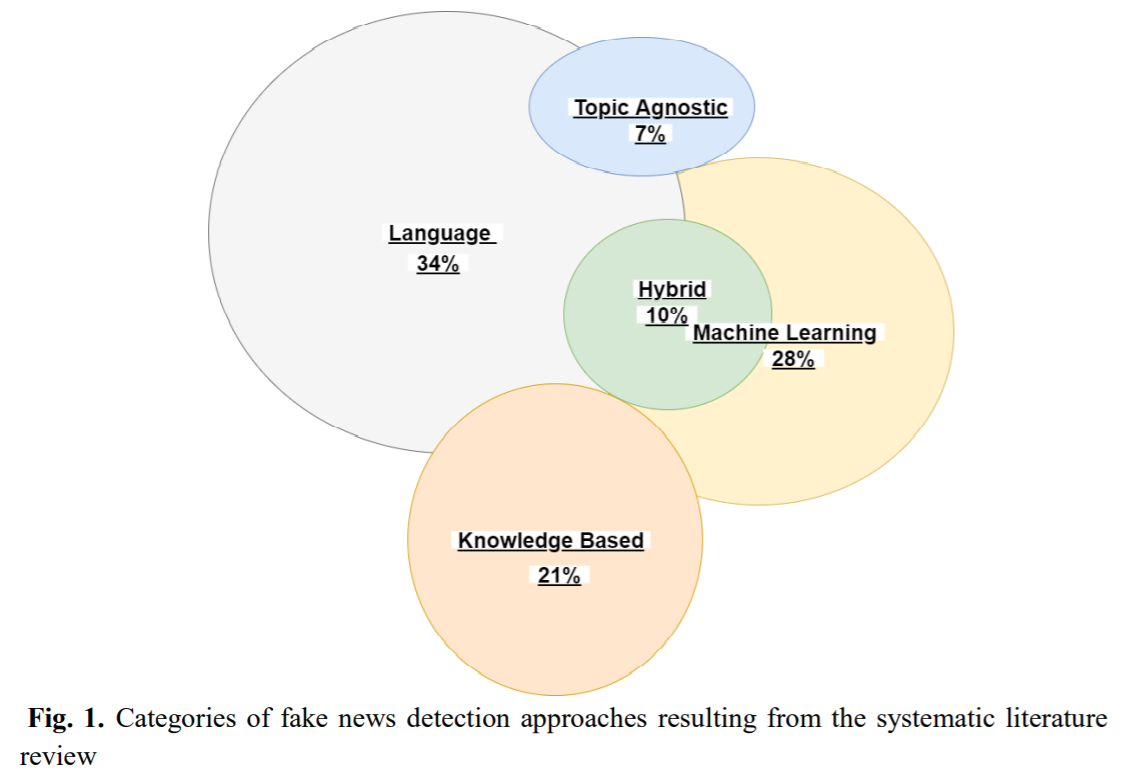 Topic Agnostic
7%
Language
34%
Hybrid
10%
Machine Learning
28%
Knowledge Based
21%
Fig. 1. Categories of fake news detection approaches resulting from the systematic literature
review